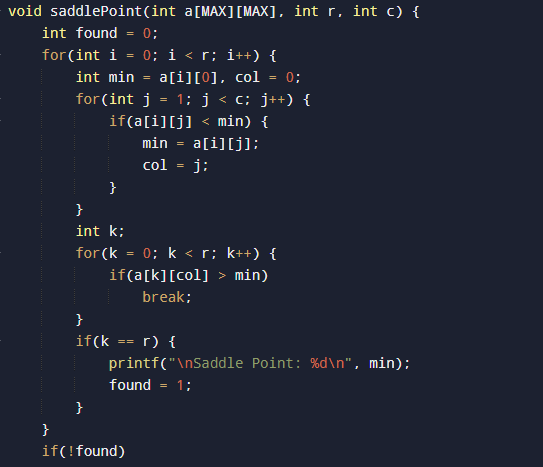 void saddlePoint(int a[MAX][MAX], int r, int c) {
    int found = 0;
    for(int i = 0; i < r; i++) {
        int min = a[i][0], col = 0;
        for(int j = 1; j < c; j++) {
            if(a[i][j] < min) {
                min = a[i][j];
                col = j;
            }
        }
        int k;
        for(k = 0; k < r; k++) {
            if(a[k][col] > min)
                break;
        }
        if(k == r) {
            printf("\nSaddle Point: %d\n", min);
            found = 1;
        }
    }
    if(!found)